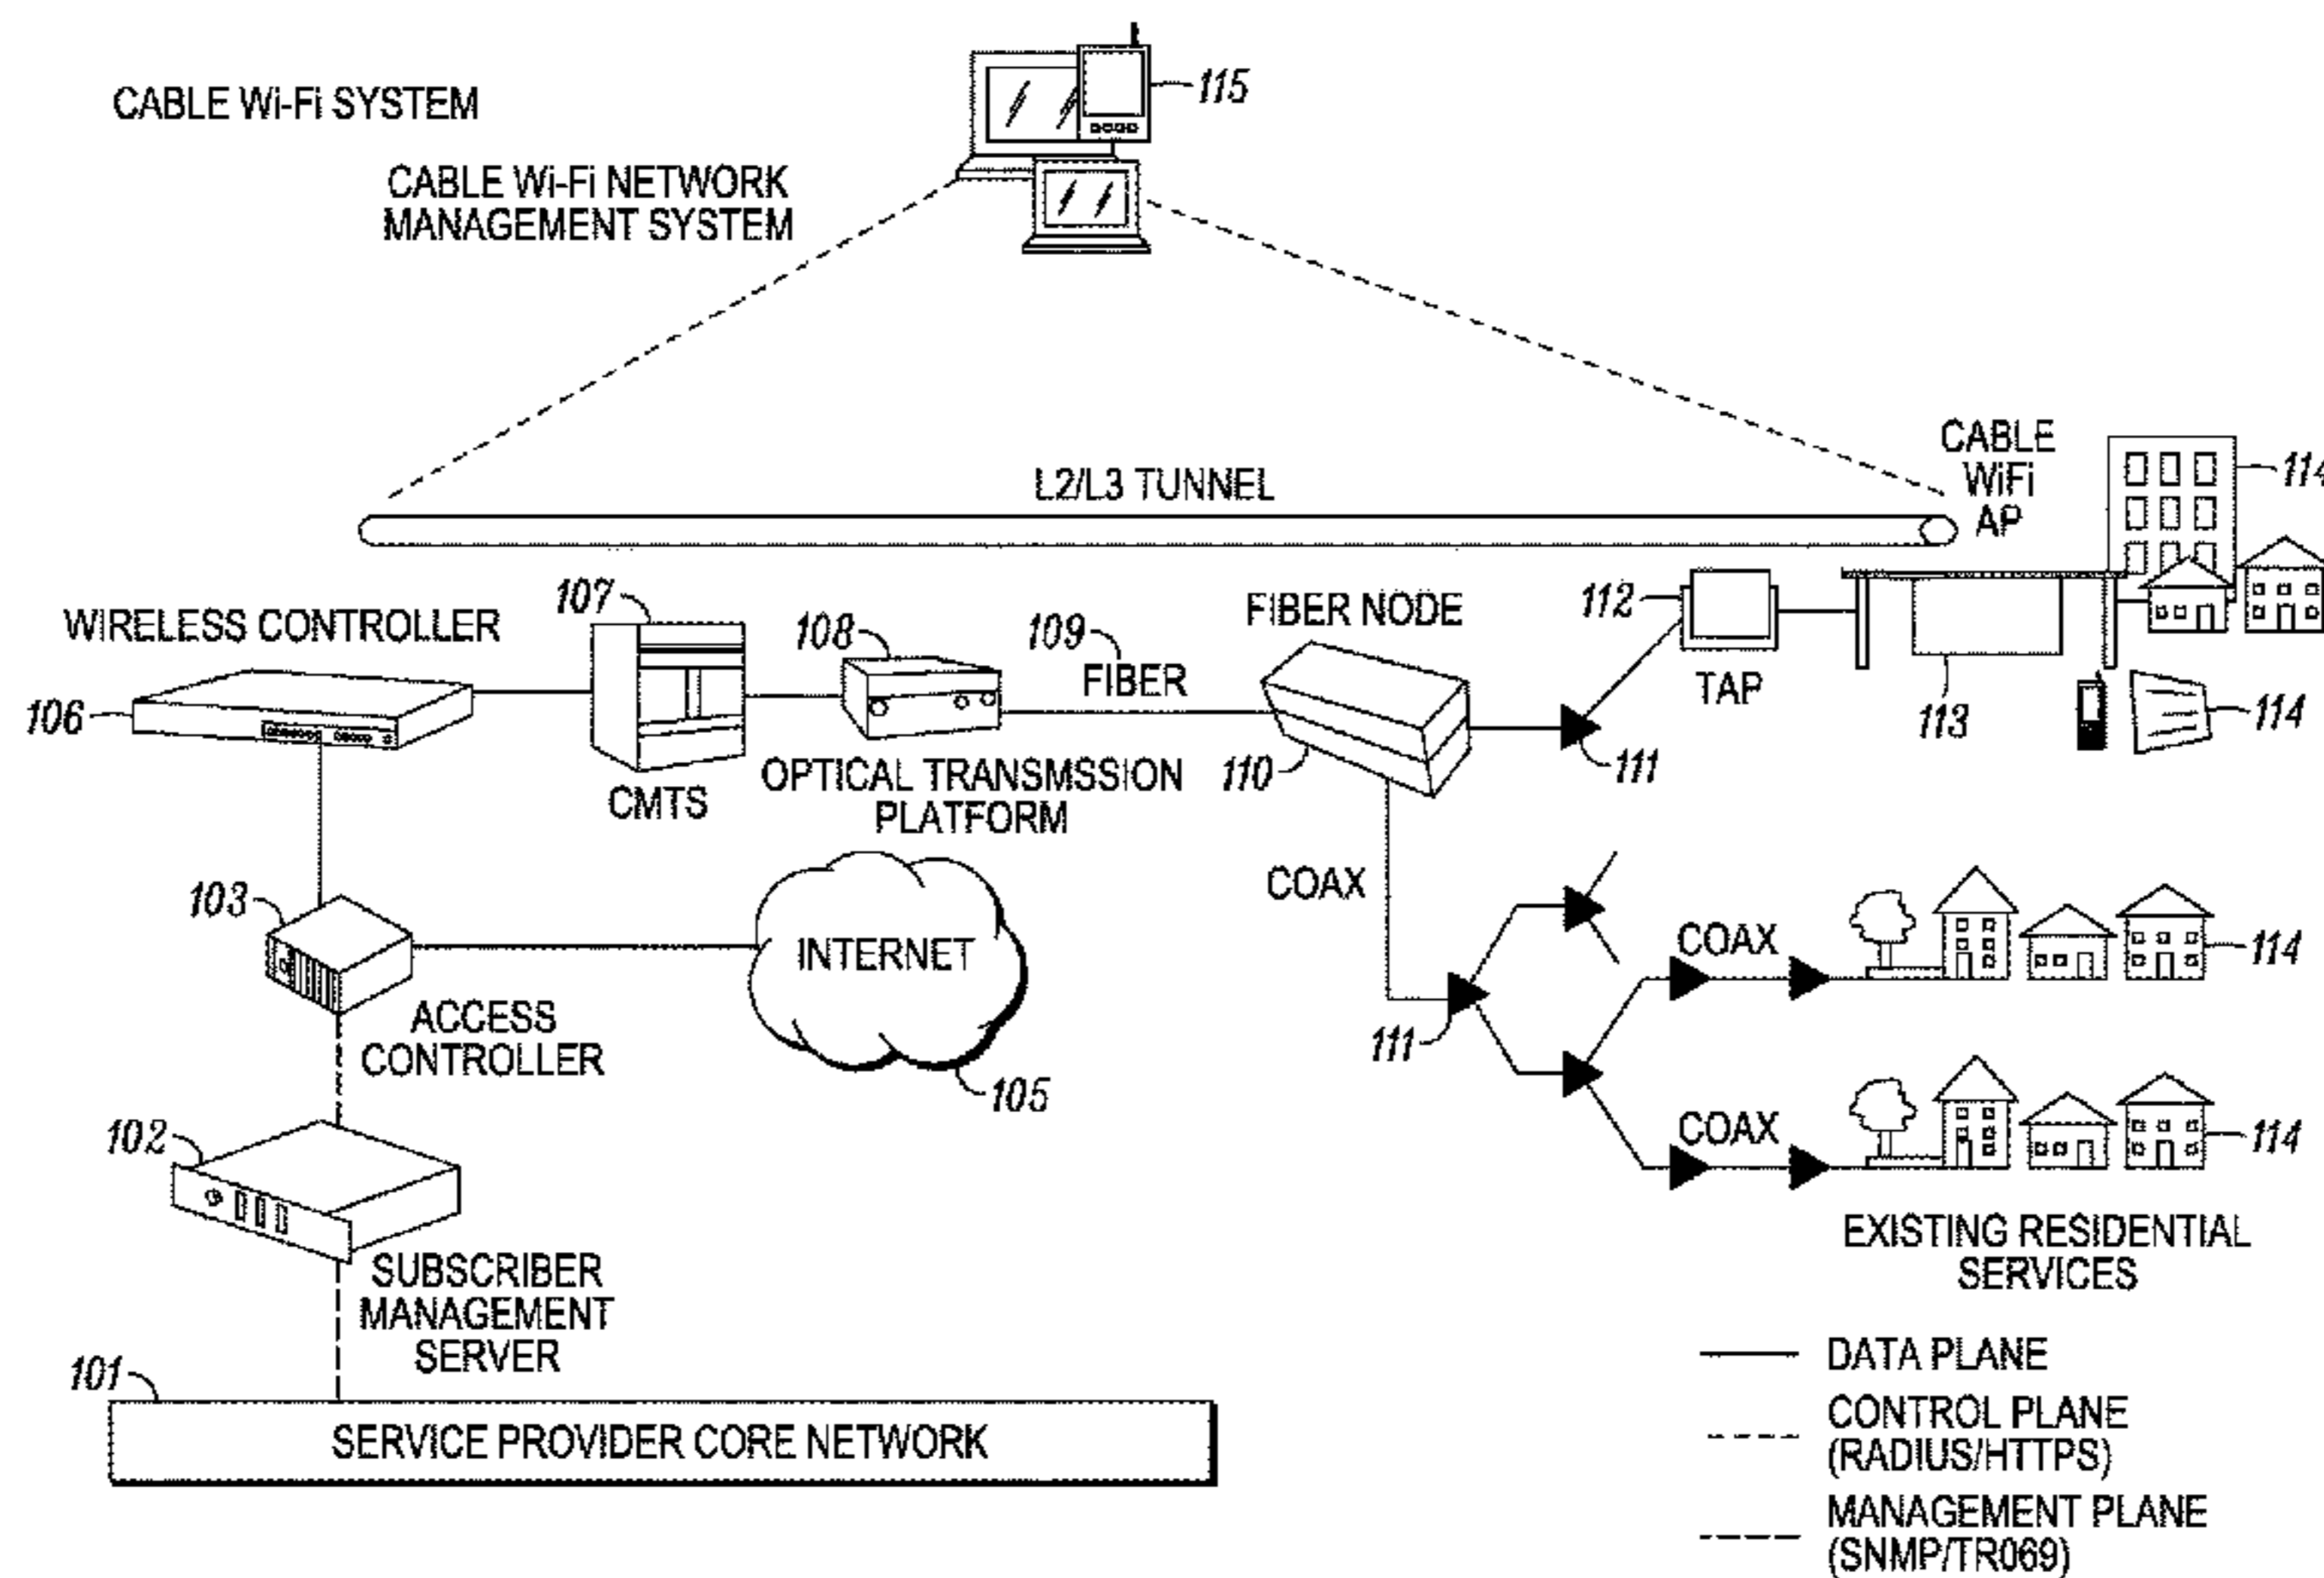 CABLE Wi-Fi SYSTEM
115
CABLE Wi-Fi NETWORK
MANAGEMENT SYSTEM
L2/L3 TUNNEL
CABLE
WiFi
AP
114
WIRELESS CONTROLLER
107
108
109
FIBER
FIBER NODE
112
TAP
113
114
106
CMTS
OPTICAL TRANSMSSION
PLATFORM
110
111
103
INTERNET
COAX
ACCESS
CONTROLLER
105
111
COAX
114
102
COAX
114
SUBSCRIBER
MANAGEMENT
SERVER
EXISTING RESIDENTIAL
SERVICES
101
SERVICE PROVIDER CORE NETWORK
DATA PLANE
CONTROL PLANE
(RADIUS/HTTPS)
MANAGEMENT PLANE
(SNMP/TR069)